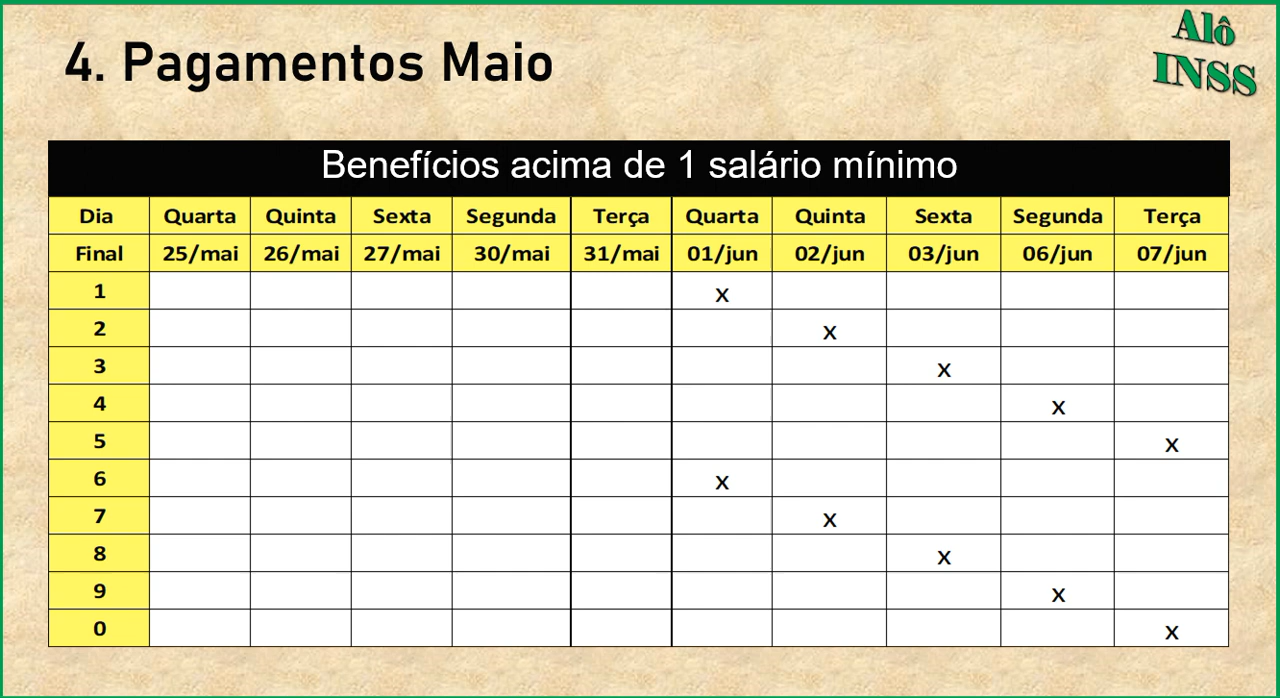 4. Pagamentos Maio
Alô
INSS
Benefícios acima de 1 salário mínimo
Dia Quarta Quinta Sexta Segunda Terça Quarta Quinta Sexta Segunda Terça
Final 25/mai 26/mai 27/mai 30/mai 31/mai 01/jun 02/jun 03/jun 06/jun 07/jun
1 x
2 x
3 x
4 x
5 x
6 x
7 x
8 x
9 x
0 x